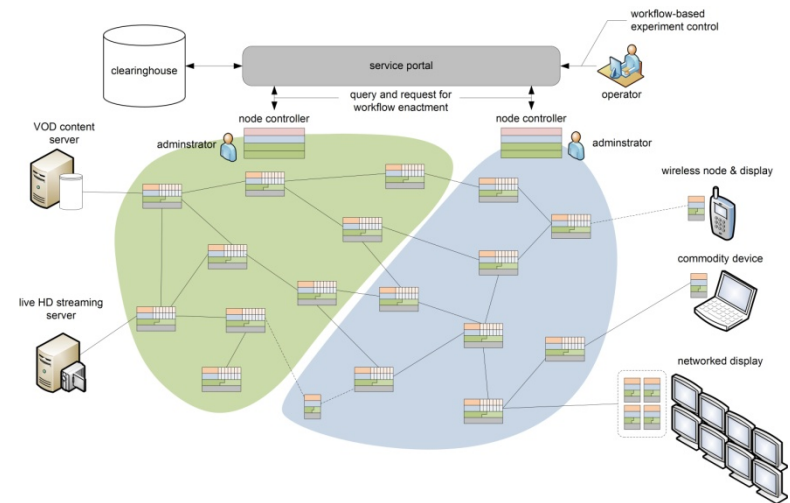 workflow-based
experiment control
clearinghouse
service portal
operator
query and request for
workflow enactment
VOD content
server
node controller
node controller
adminstrator
adminstrator
wireless node & display
commodity device
live HD streaming
server
networked display